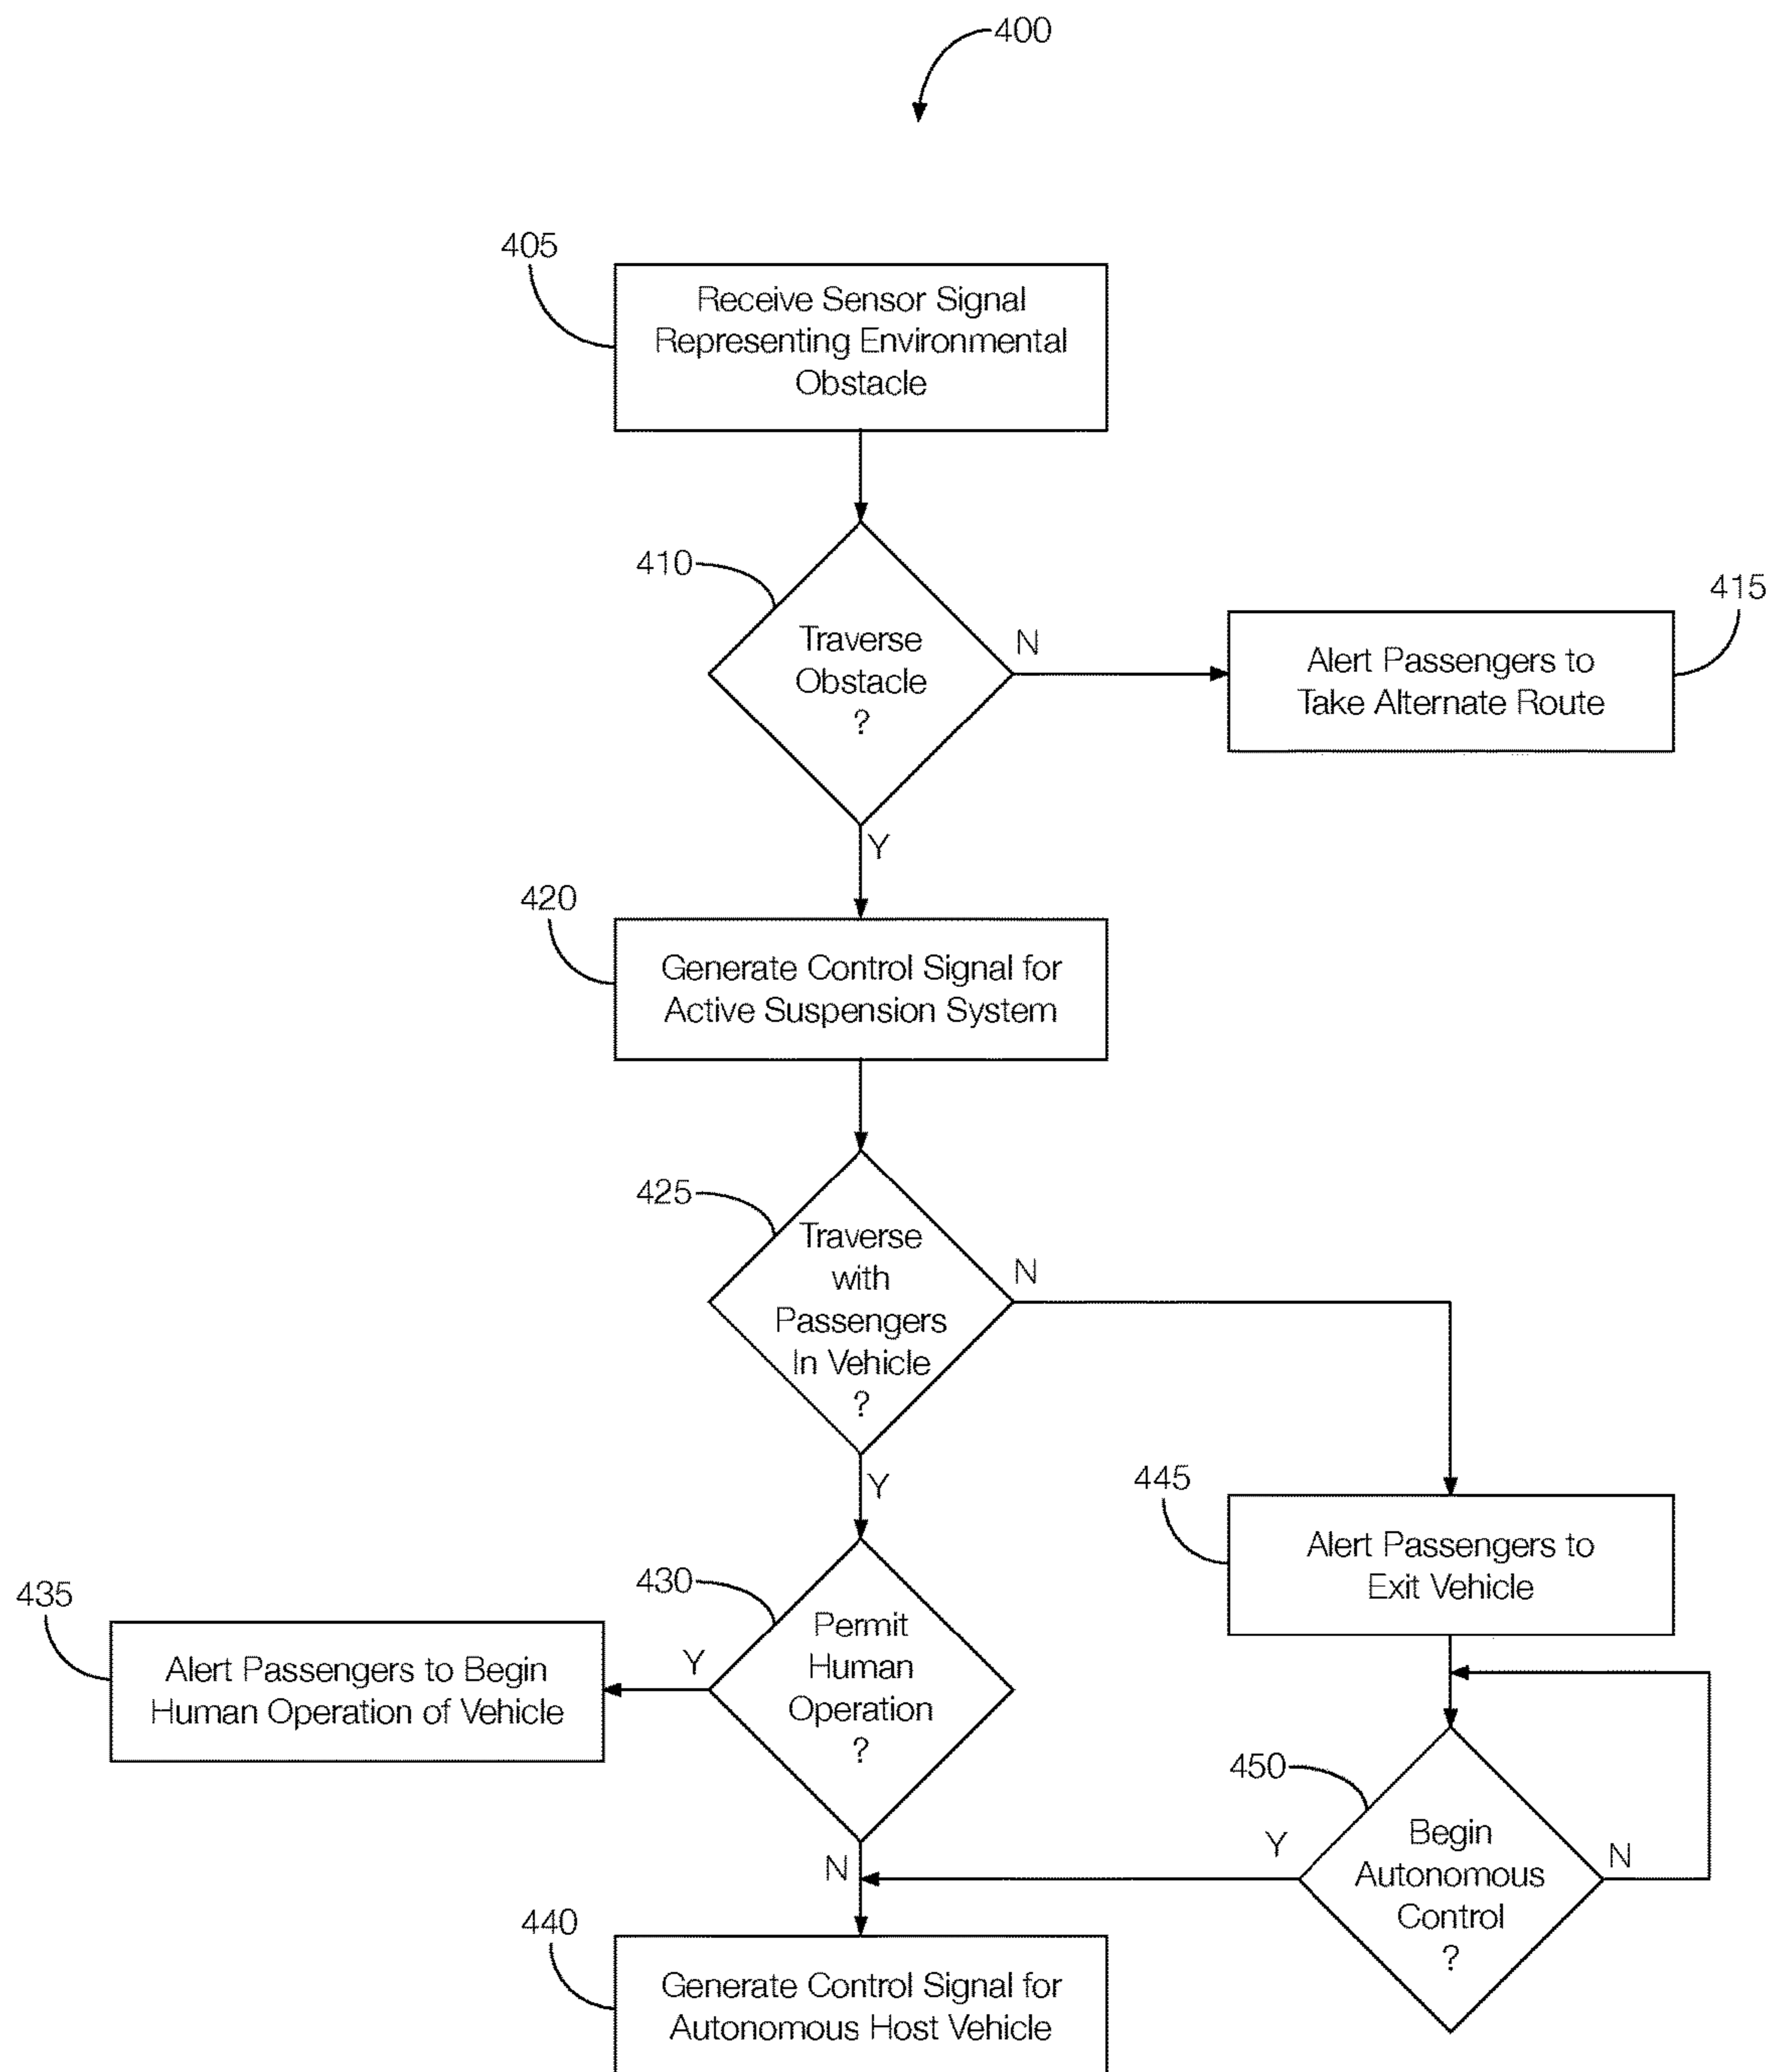 400
405
Receive Sensor Signal
Representing Environmental
Obstacle
410
Traverse
Obstacle
?
N
415
Alert Passengers to
Take Alternate Route
Y
420
Generate Control Signal for
Active Suspension System
425
Traverse
with
Passengers
In Vehicle
?
N
Y
445
Alert Passengers to
Exit Vehicle
430
Permit
Human
Operation
?
435
Y
Alert Passengers to Begin
Human Operation of Vehicle
450
Begin
Autonomous
Control
?
Y
N
N
440
Generate Control Signal for
Autonomous Host Vehicle